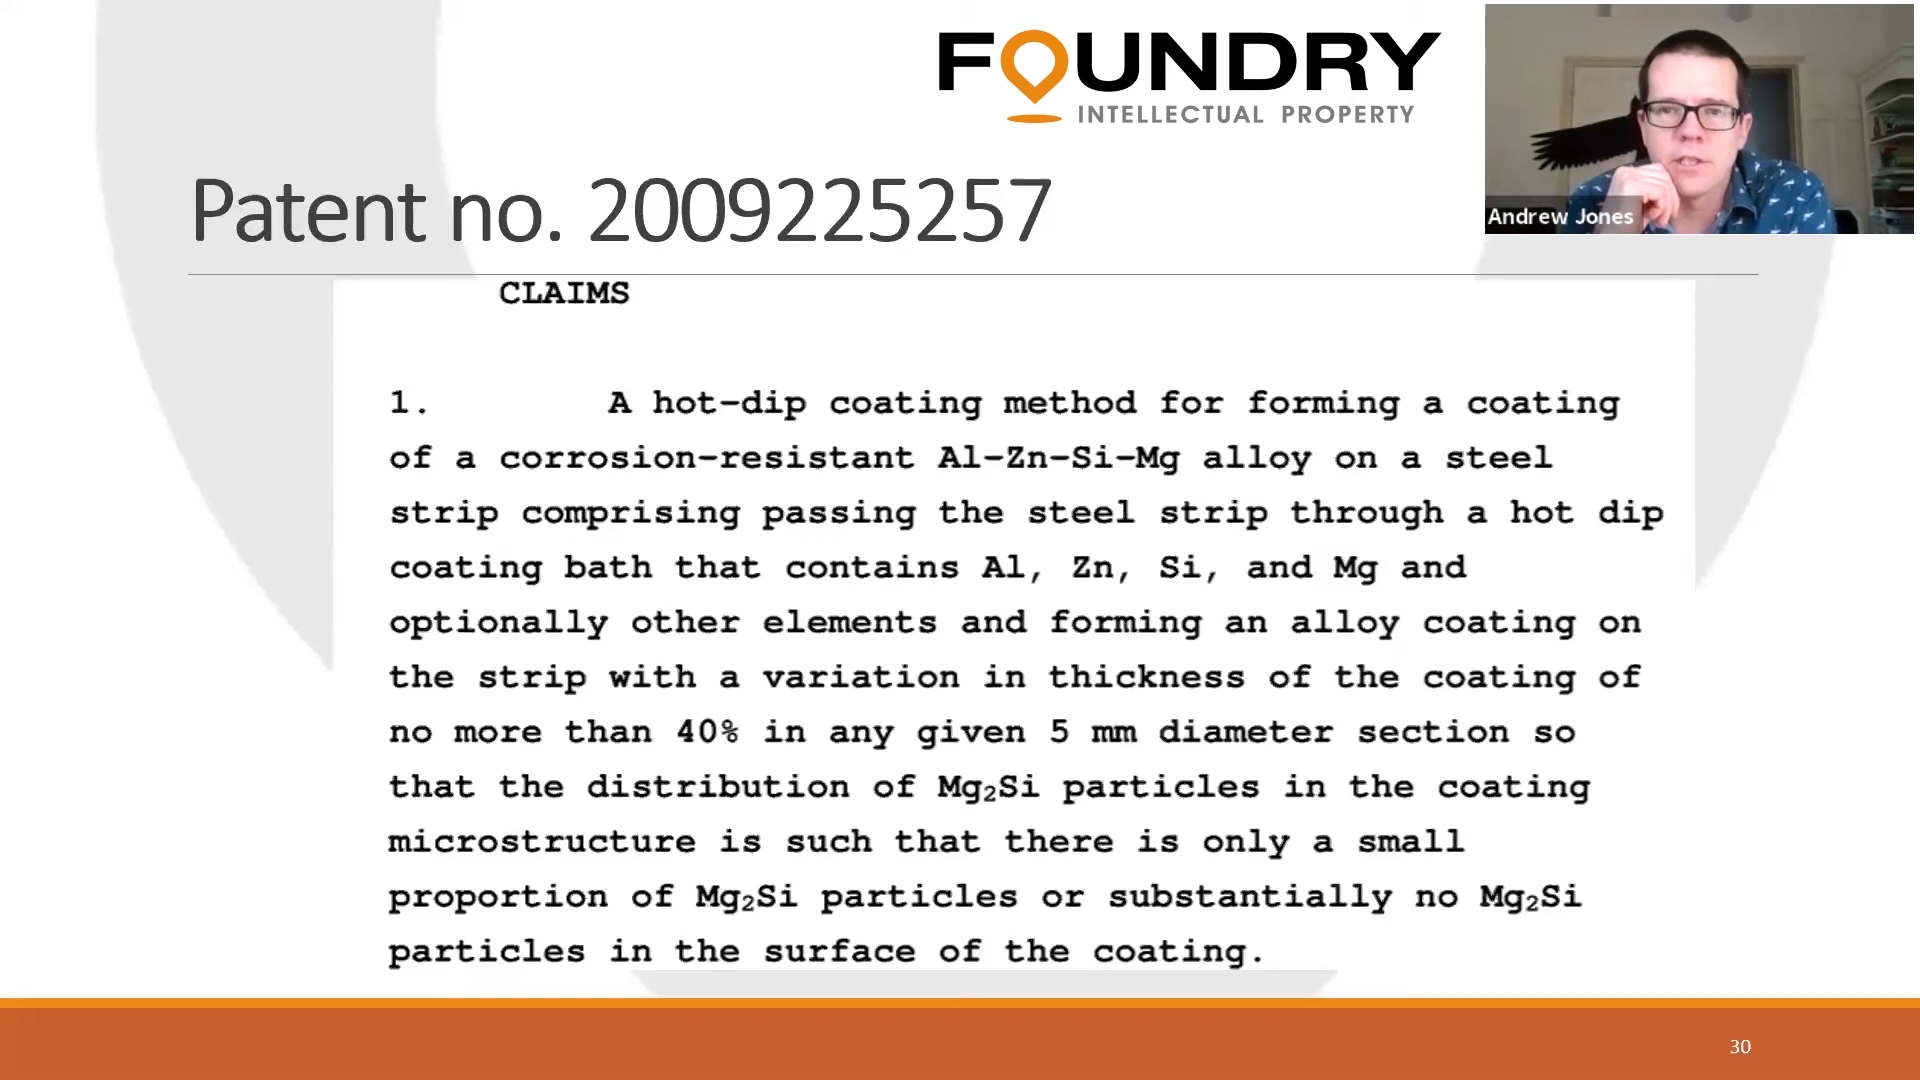 FOUNDRY
INTELLECTUAL PROPERTY
Andrew Jones
Patent no. 2009225257
CLAIMS
1. A hot-dip coating method for forming a coating
of a corrosion-resistant Al-Zn-Si-Mg alloy on a steel
strip comprising passing the steel strip through a hot dip
coating bath that contains Al, Zn, Si, and Mg and
optionally other elements and forming an alloy coating on
the strip with a variation in thickness of the coating of
no more than 40% in any given 5 mm diameter section so
that the distribution of Mg₂Si particles in the coating
microstructure is such that there is only a small
proportion of Mg₂Si particles or substantially no Mg₂Si
particles in the surface of the coating.
30